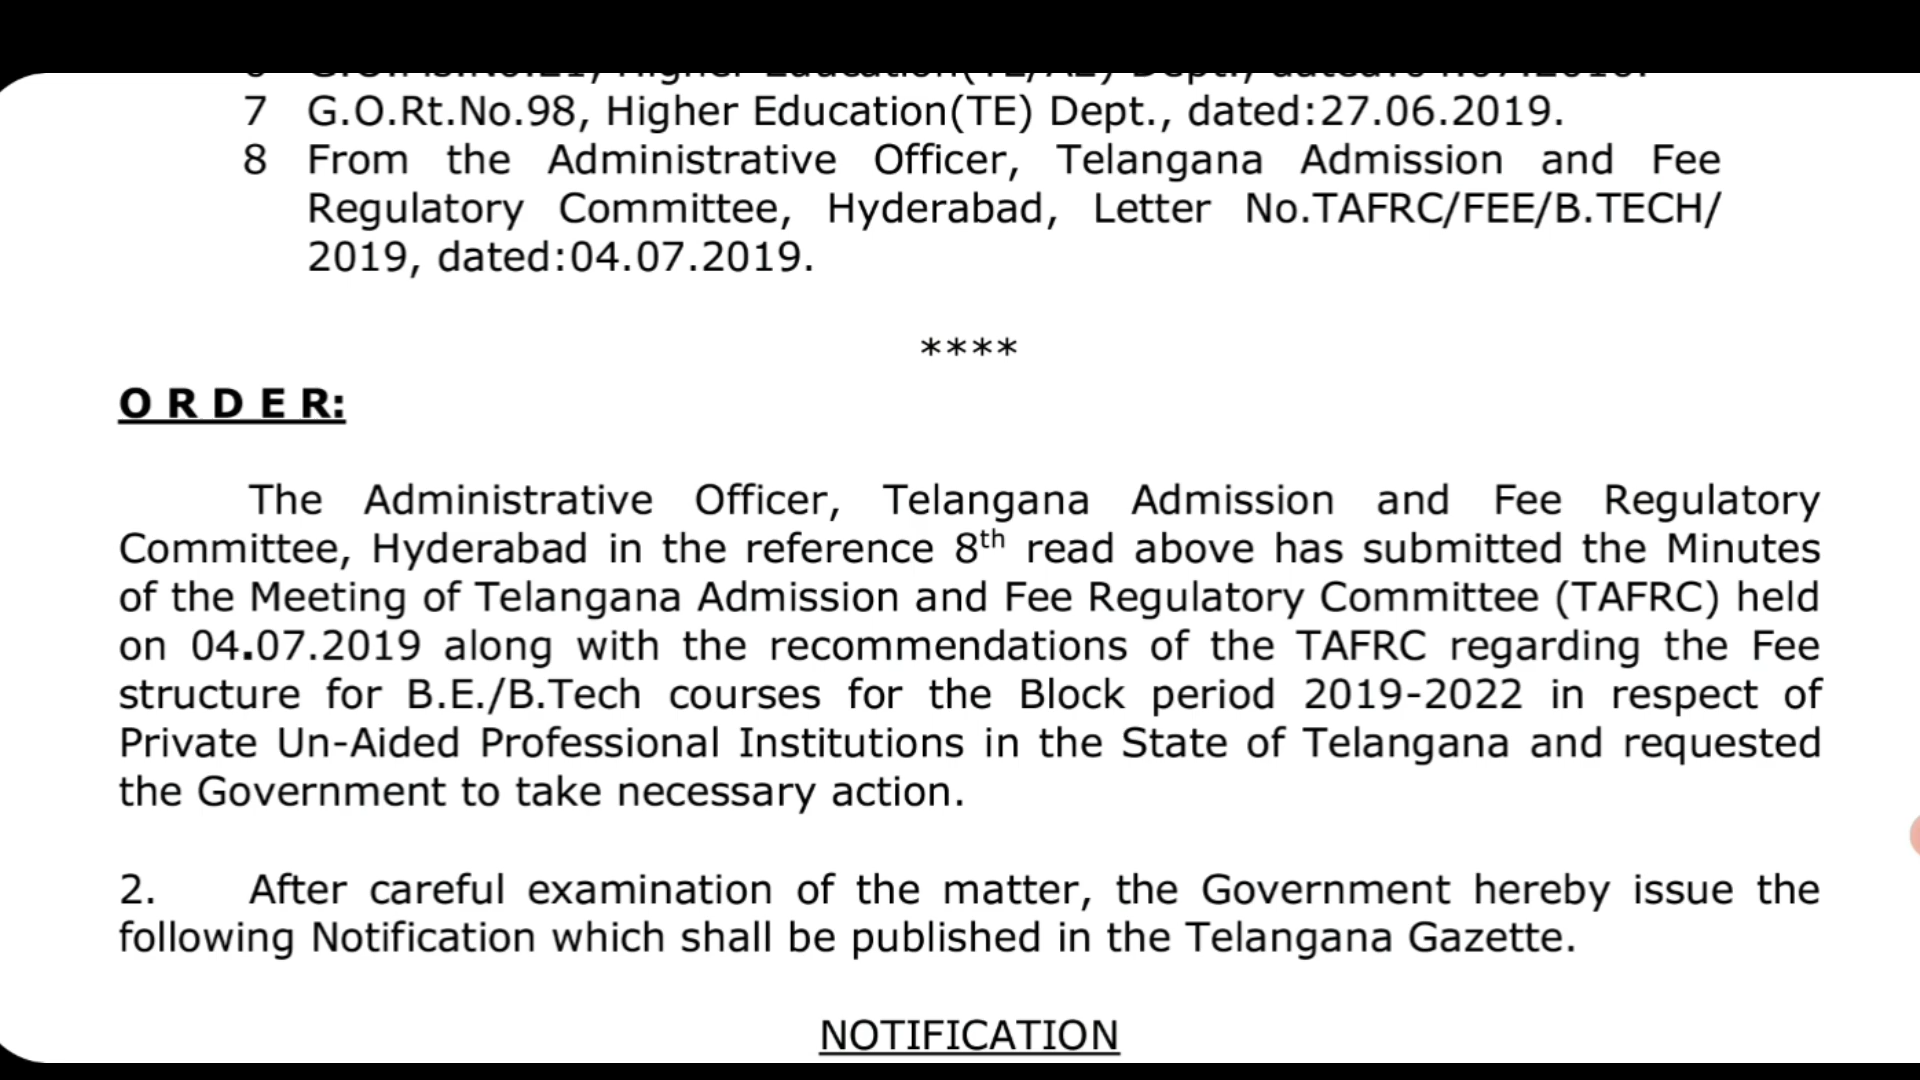 7 G.O.Rt.No.98, Higher Education(TE) Dept., dated:27.06.2019.
8 From the Administrative Officer, Telangana Admission and Fee
Regulatory Committee, Hyderabad, Letter No.TAFRC/FEE/B.TECH/
2019, dated:04.07.2019.
****
O R D E R:
The Administrative Officer, Telangana Admission and Fee Regulatory
Committee, Hyderabad in the reference 8th read above has submitted the Minutes
of the Meeting of Telangana Admission and Fee Regulatory Committee (TAFRC) held
on 04.07.2019 along with the recommendations of the TAFRC regarding the Fee
structure for B.E./B.Tech courses for the Block period 2019-2022 in respect of
Private Un-Aided Professional Institutions in the State of Telangana and requested
the Government to take necessary action.
2. After careful examination of the matter, the Government hereby issue the
following Notification which shall be published in the Telangana Gazette.
NOTIFICATION